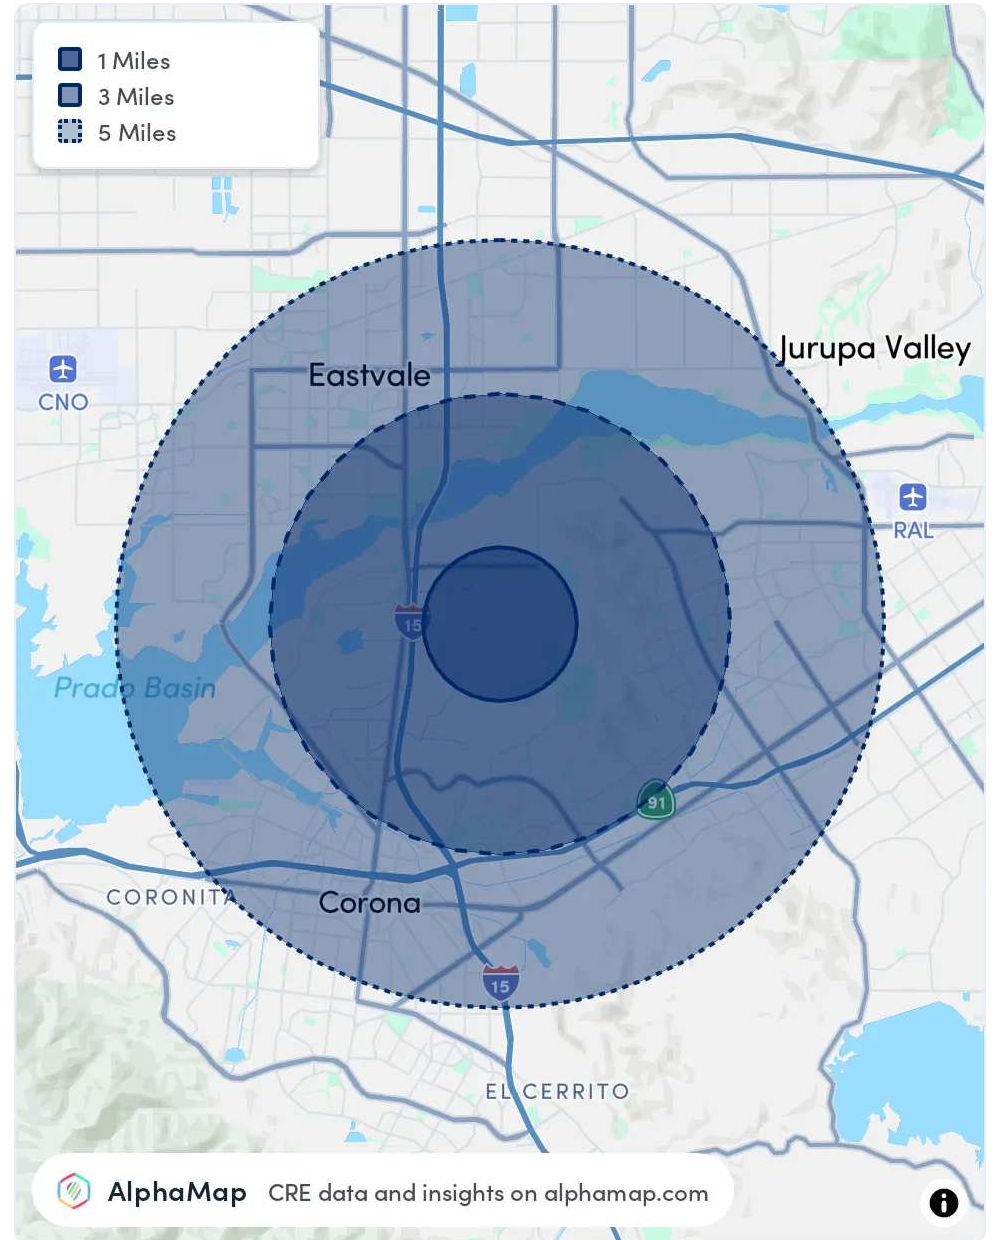 1 Miles
3 Miles
5 Miles
Jurupa Valley
Eastvale
CNO
RAL
15
Prado Basin
91
CORONITA
Corona
15
EL CERRITO
AlphaMap CRE data and insights on alphamap.com